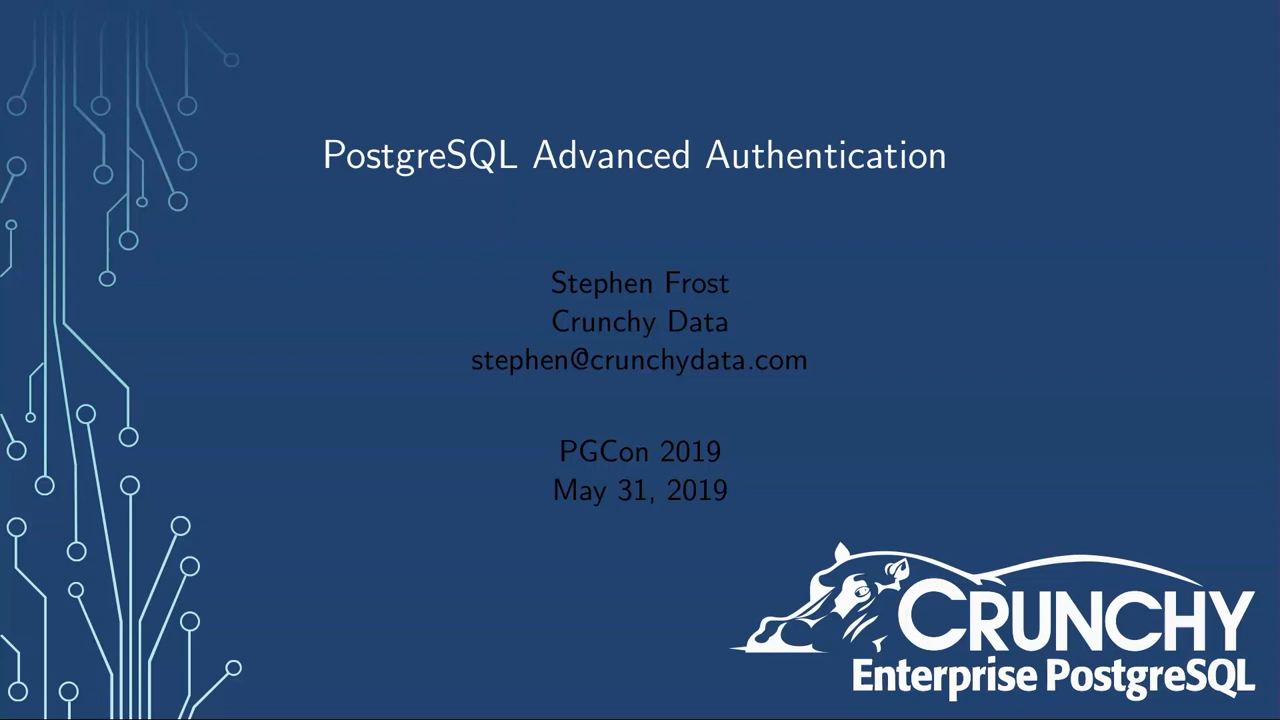 PostgreSQL Advanced Authentication
Stephen Frost
Crunchy Data
stephen@crunchydata.com
PGCon 2019
May 31, 2019
CRUNCHY
Enterprise PostgreSQL